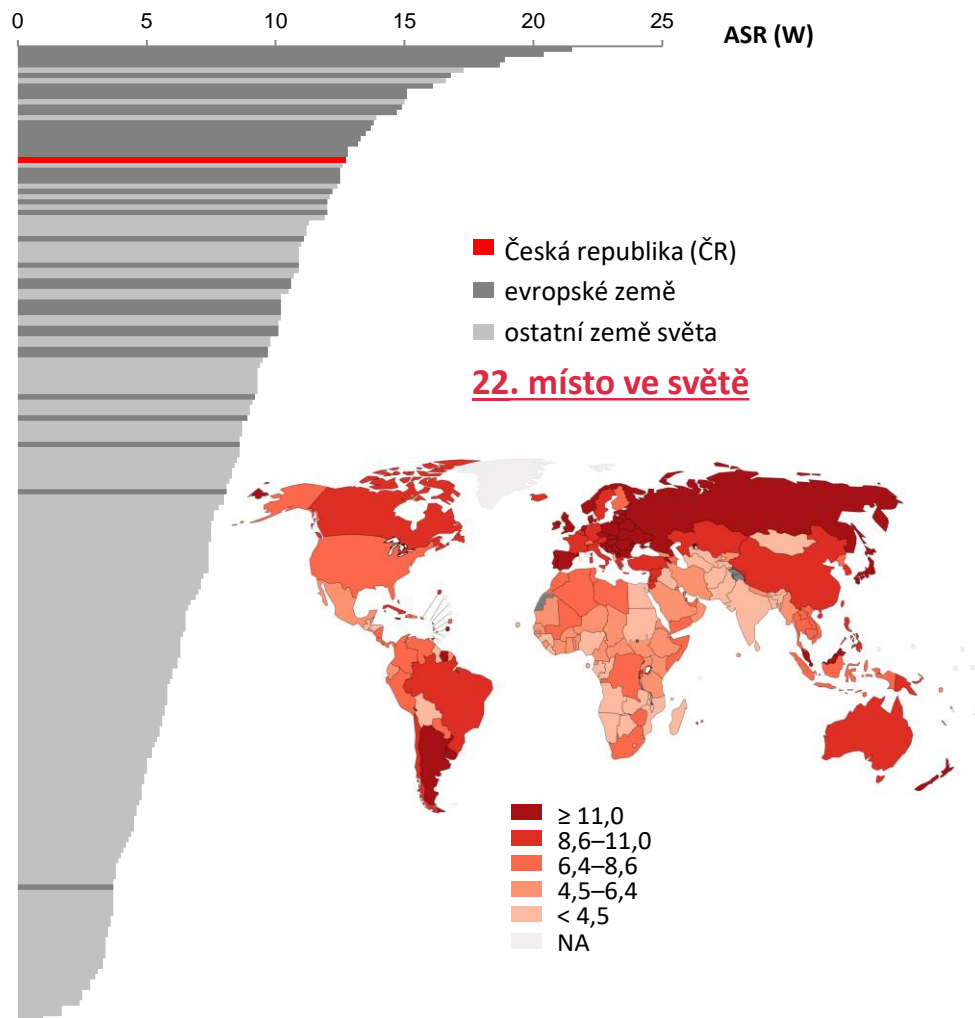 0 5 10 15 20 25
ASR (W)
Česká republika (ČR)
evropské země
ostatní země světa
22. místo ve světě
≥ 11,0
8,6–11,0
6,4–8,6
4,5–6,4
< 4,5
NA